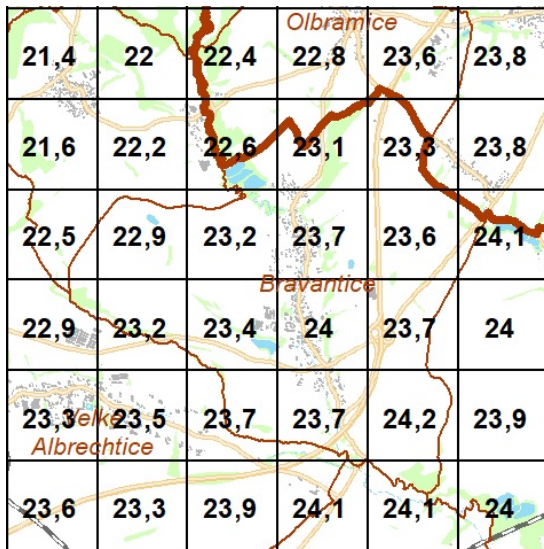 Olbramice
21,4 22 22,4 22,8 23,6 23,8
21,6 22,2 22,6 23,1 23,3 23,8
22,5 22,9 23,2 23,7 23,6 24,1
Bravantice
22,9 23,2 23,4 24 23,7 24
23,3 23,5 23,7 23,7 24,2 23,9
Velké
Albrechtice
23,6 23,3 23,9 24,1 24,1 24